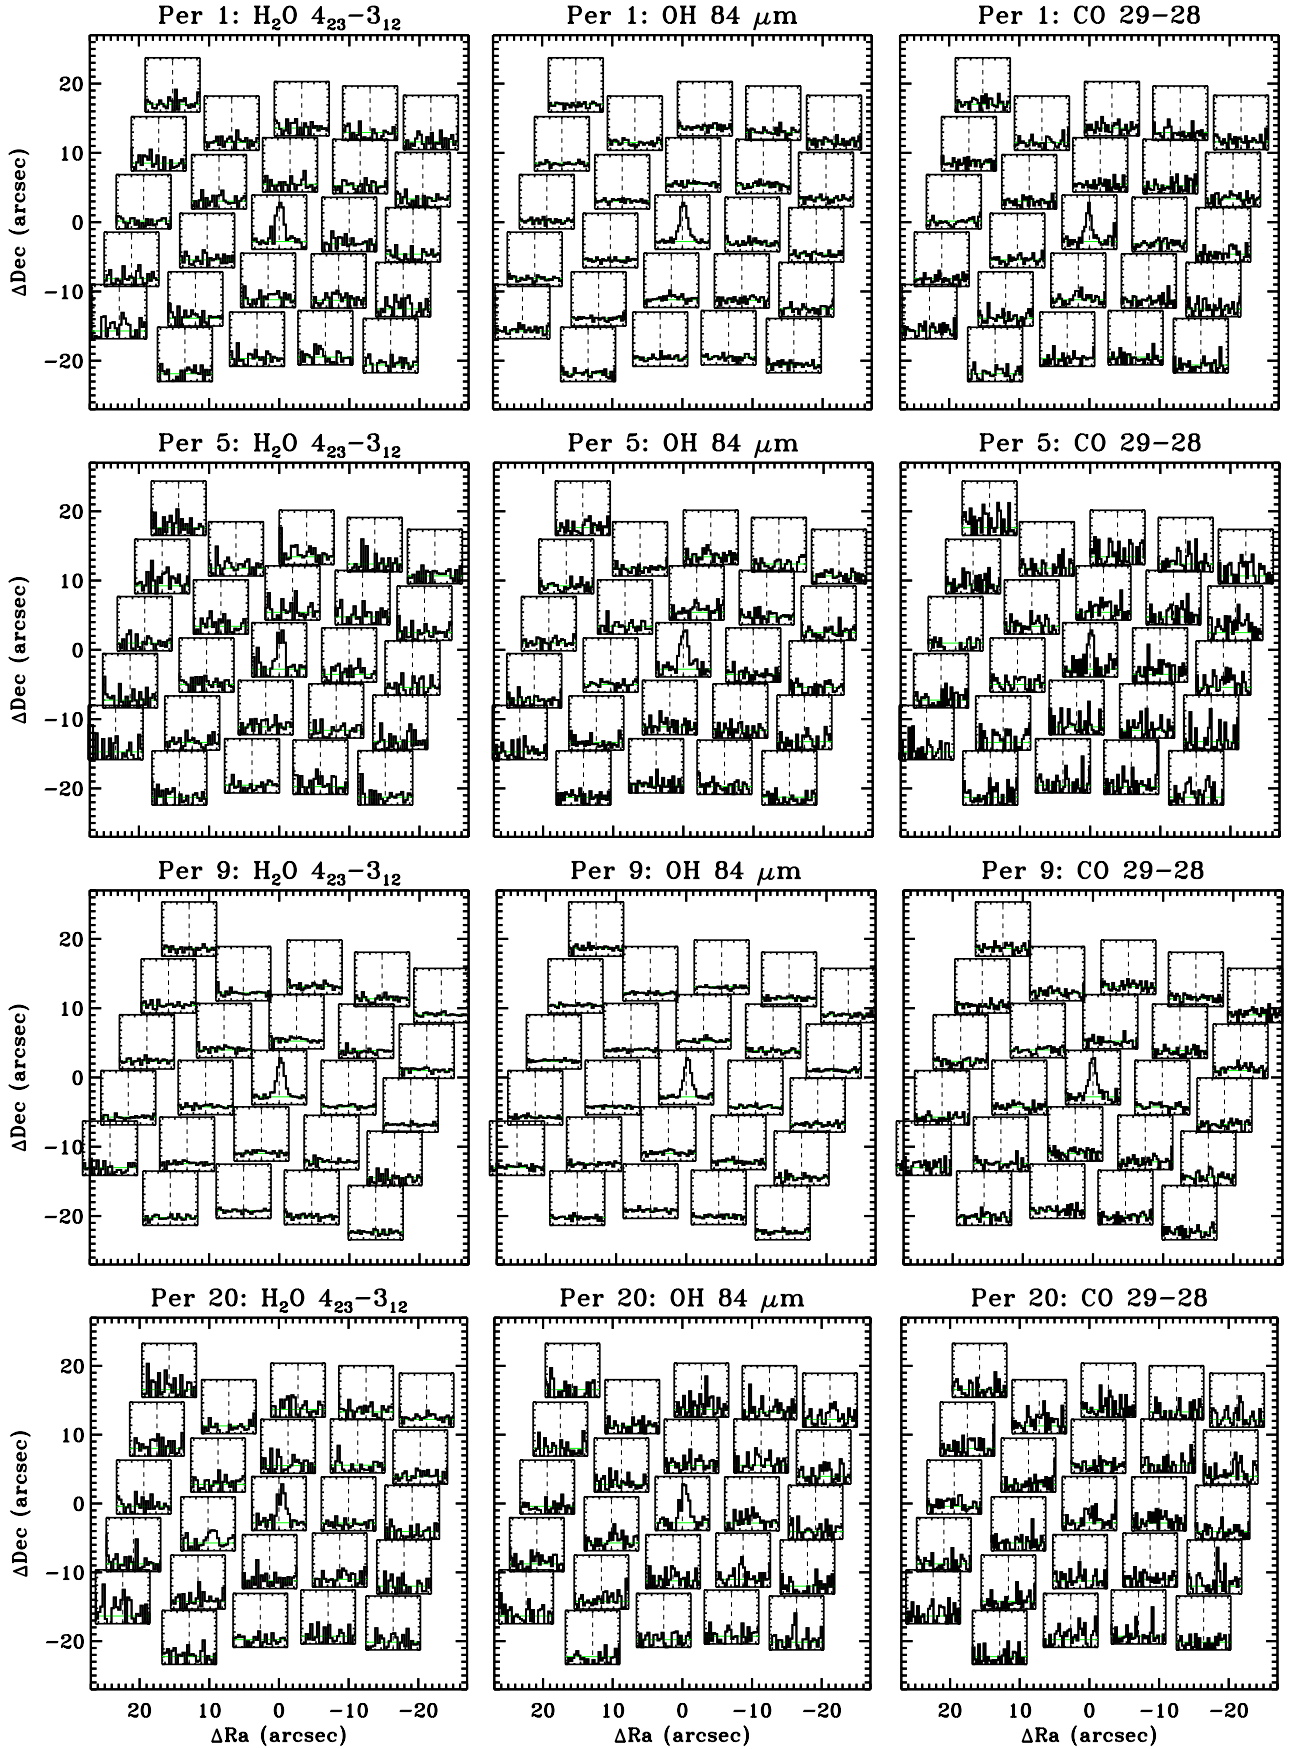 Per 1: H₂O 4₂₃−3₁₂
Per 1: OH 84 μm
Per 1: CO 29−28
20
10
0
−10
−20
ΔDec (arcsec)
Per 5: H₂O 4₂₃−3₁₂
Per 5: OH 84 μm
Per 5: CO 29−28
20
10
0
−10
−20
ΔDec (arcsec)
Per 9: H₂O 4₂₃−3₁₂
Per 9: OH 84 μm
Per 9: CO 29−28
20
10
0
−10
−20
ΔDec (arcsec)
Per 20: H₂O 4₂₃−3₁₂
Per 20: OH 84 μm
Per 20: CO 29−28
20
10
0
−10
−20
ΔDec (arcsec)
20 10 0 −10 −20
20 10 0 −10 −20
20 10 0 −10 −20
ΔRa (arcsec)
ΔRa (arcsec)
ΔRa (arcsec)